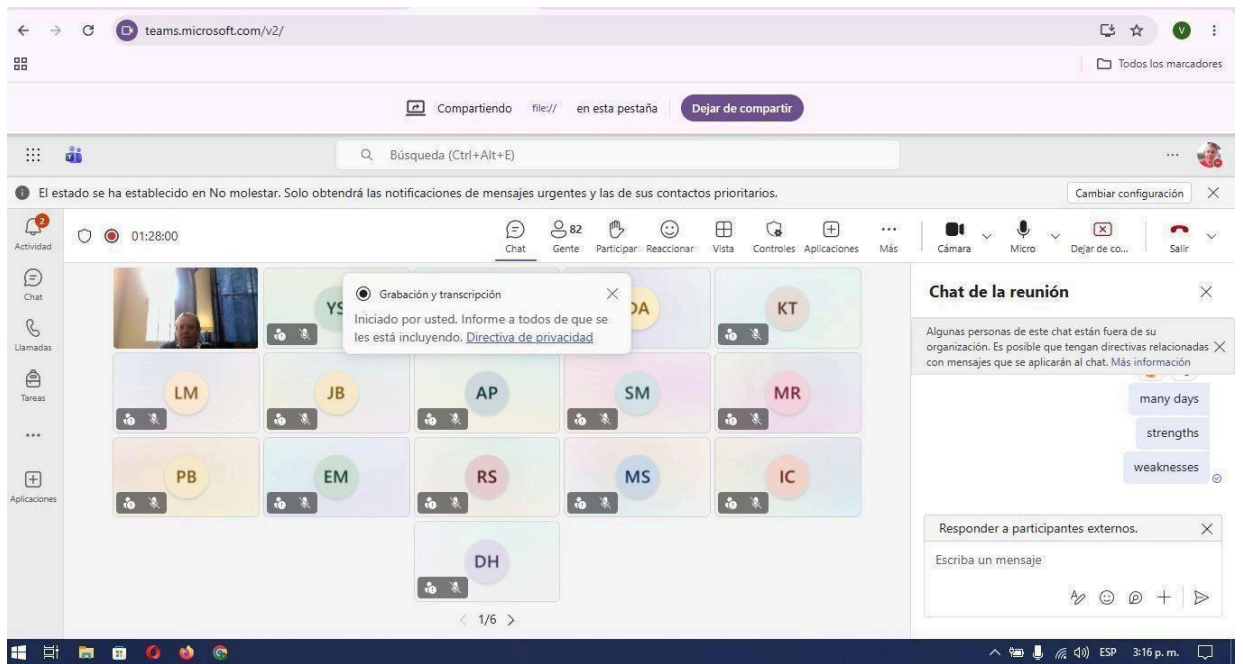 teams.microsoft.com/v2/
V
Todos los marcadores
Compartiendo file:// en esta pestaña Dejar de compartir
Búsqueda (Ctrl+Alt+E)
El estado se ha establecido en No molestar. Solo obtendrá las notificaciones de mensajes urgentes y las de sus contactos prioritarios. Cambiar configuración
2
Actividad
01:28:00
Chat
82
Gente
Participar
Reaccionar
Vista
Controles
Aplicaciones
Más
Cámara
Micro
Dejar de co...
Salir
Chat
Llamadas
Tareas
Aplicaciones
YS
Grabación y transcripción
Iniciado por usted. Informe a todos de que se
les está incluyendo. Directiva de privacidad
KT
LM JB AP SM MR
PB EM RS MS IC
DH
1/6
Chat de la reunión
Algunas personas de este chat están fuera de su
organización. Es posible que tengan directivas relacionadas
con mensajes que se aplicarán al chat. Más información
many days
strengths
weaknesses
Responder a participantes externos.
Escriba un mensaje
ESP 3:16 p. m.